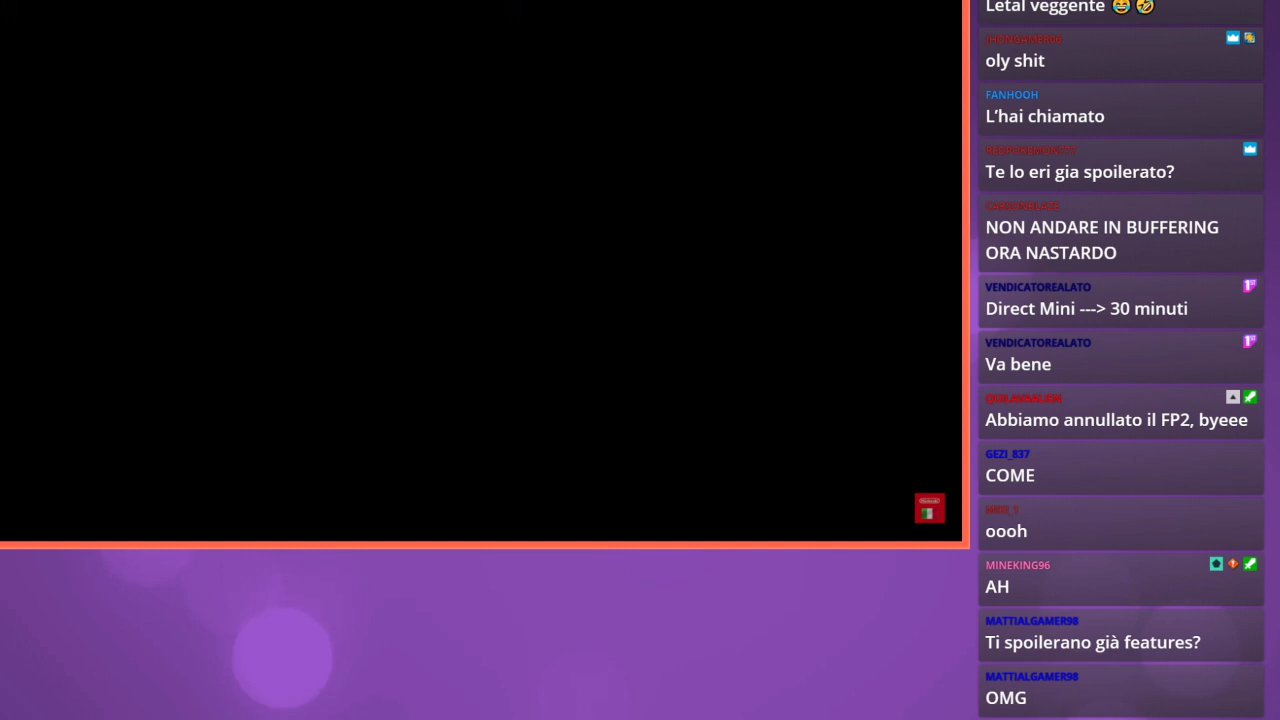 Letal veggente 😂 🤣
oly shit
FANHOOH
L'hai chiamato
Te lo eri gia spoilerato?
NON ANDARE IN BUFFERING
ORA NASTARDO
VENDICATOREALATO
Direct Mini ---> 30 minuti
VENDICATOREALATO
Va bene
Abbiamo annullato il FP2, byeee
GEZI_837
COME
Nintendo
oooh
MINEKING96
AH
MATTIALGAMER98
Ti spoilerano già features?
MATTIALGAMER98
OMG